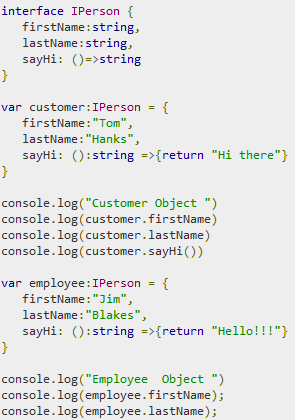 interface IPerson {
   firstName:string,
   lastName:string,
   sayHi: ()=>string
}
var customer:IPerson = {
   firstName:"Tom",
   lastName:"Hanks",
   sayHi: ():string =>{return "Hi there"}
}
console.log("Customer Object ")
console.log(customer.firstName)
console.log(customer.lastName)
console.log(customer.sayHi())
var employee:IPerson = {
   firstName:"Jim",
   lastName:"Blakes",
   sayHi: ():string =>{return "Hello!!!"}
}
console.log("Employee  Object ")
console.log(employee.firstName);
console.log(employee.lastName);